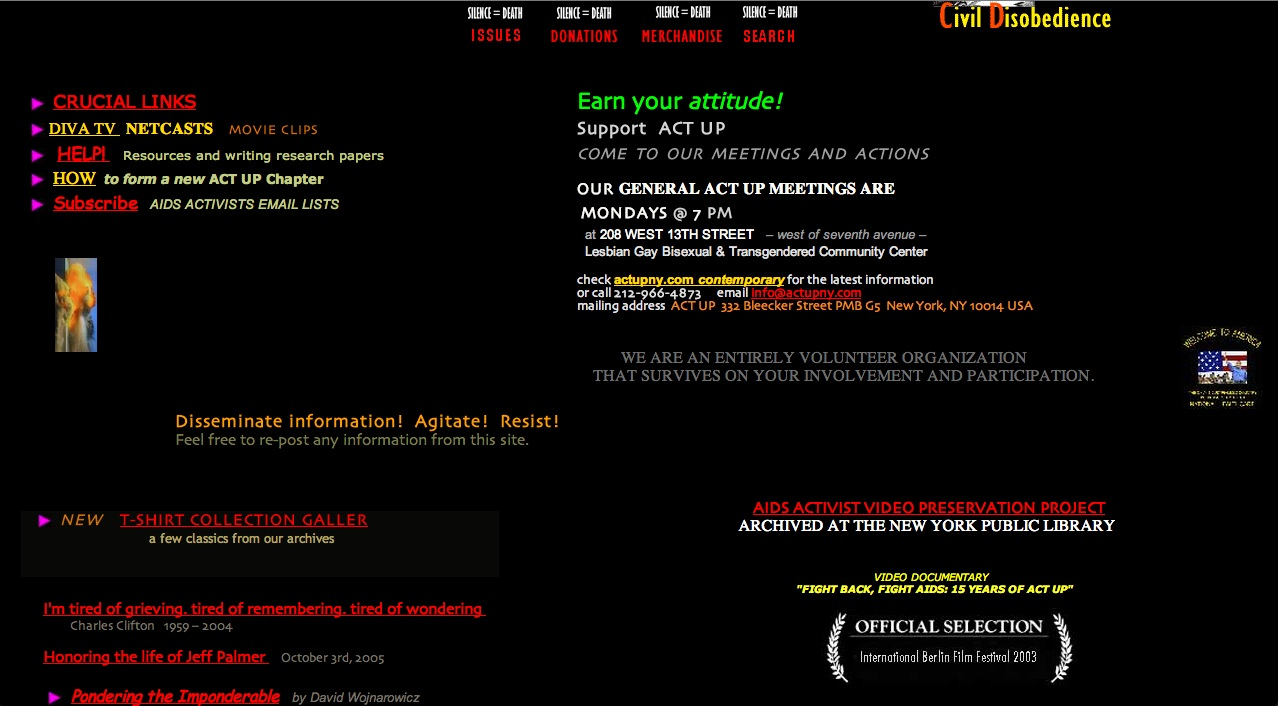 SILENCE = DEATH SILENCE = DEATH SILENCE = DEATH SILENCE = DEATH
ISSUES DONATIONS MERCHANDISE SEARCH
Civil Disobedience
CRUCIAL LINKS
DIVA TV NETCASTS MOVIE CLIPS
HELP! Resources and writing research papers
HOW to form a new ACT UP Chapter
Subscribe AIDS ACTIVISTS EMAIL LISTS
Earn your attitude!
Support ACT UP
COME TO OUR MEETINGS AND ACTIONS
OUR GENERAL ACT UP MEETINGS ARE
MONDAYS @ 7 PM
at 208 WEST 13TH STREET – west of seventh avenue –
Lesbian Gay Bisexual & Transgendered Community Center
check actupny.com contemporary for the latest information
or call 212-966-4873 email info@actupny.com
mailing address ACT UP 332 Bleecker Street PMB G5 New York, NY 10014 USA
WE ARE AN ENTIRELY VOLUNTEER ORGANIZATION
THAT SURVIVES ON YOUR INVOLVEMENT AND PARTICIPATION.
WELCOME TO AMERICA
NATIONAL HEALTH CARE
Disseminate information! Agitate! Resist!
Feel free to re-post any information from this site.
NEW T-SHIRT COLLECTION GALLER
a few classics from our archives
I'm tired of grieving. tired of remembering. tired of wondering
Charles Clifton 1959 – 2004
Honoring the life of Jeff Palmer October 3rd, 2005
Pondering the Imponderable by David Wojnarowicz
AIDS ACTIVIST VIDEO PRESERVATION PROJECT
ARCHIVED AT THE NEW YORK PUBLIC LIBRARY
VIDEO DOCUMENTARY
"FIGHT BACK, FIGHT AIDS: 15 YEARS OF ACT UP"
OFFICIAL SELECTION
International Berlin Film Festival 2003